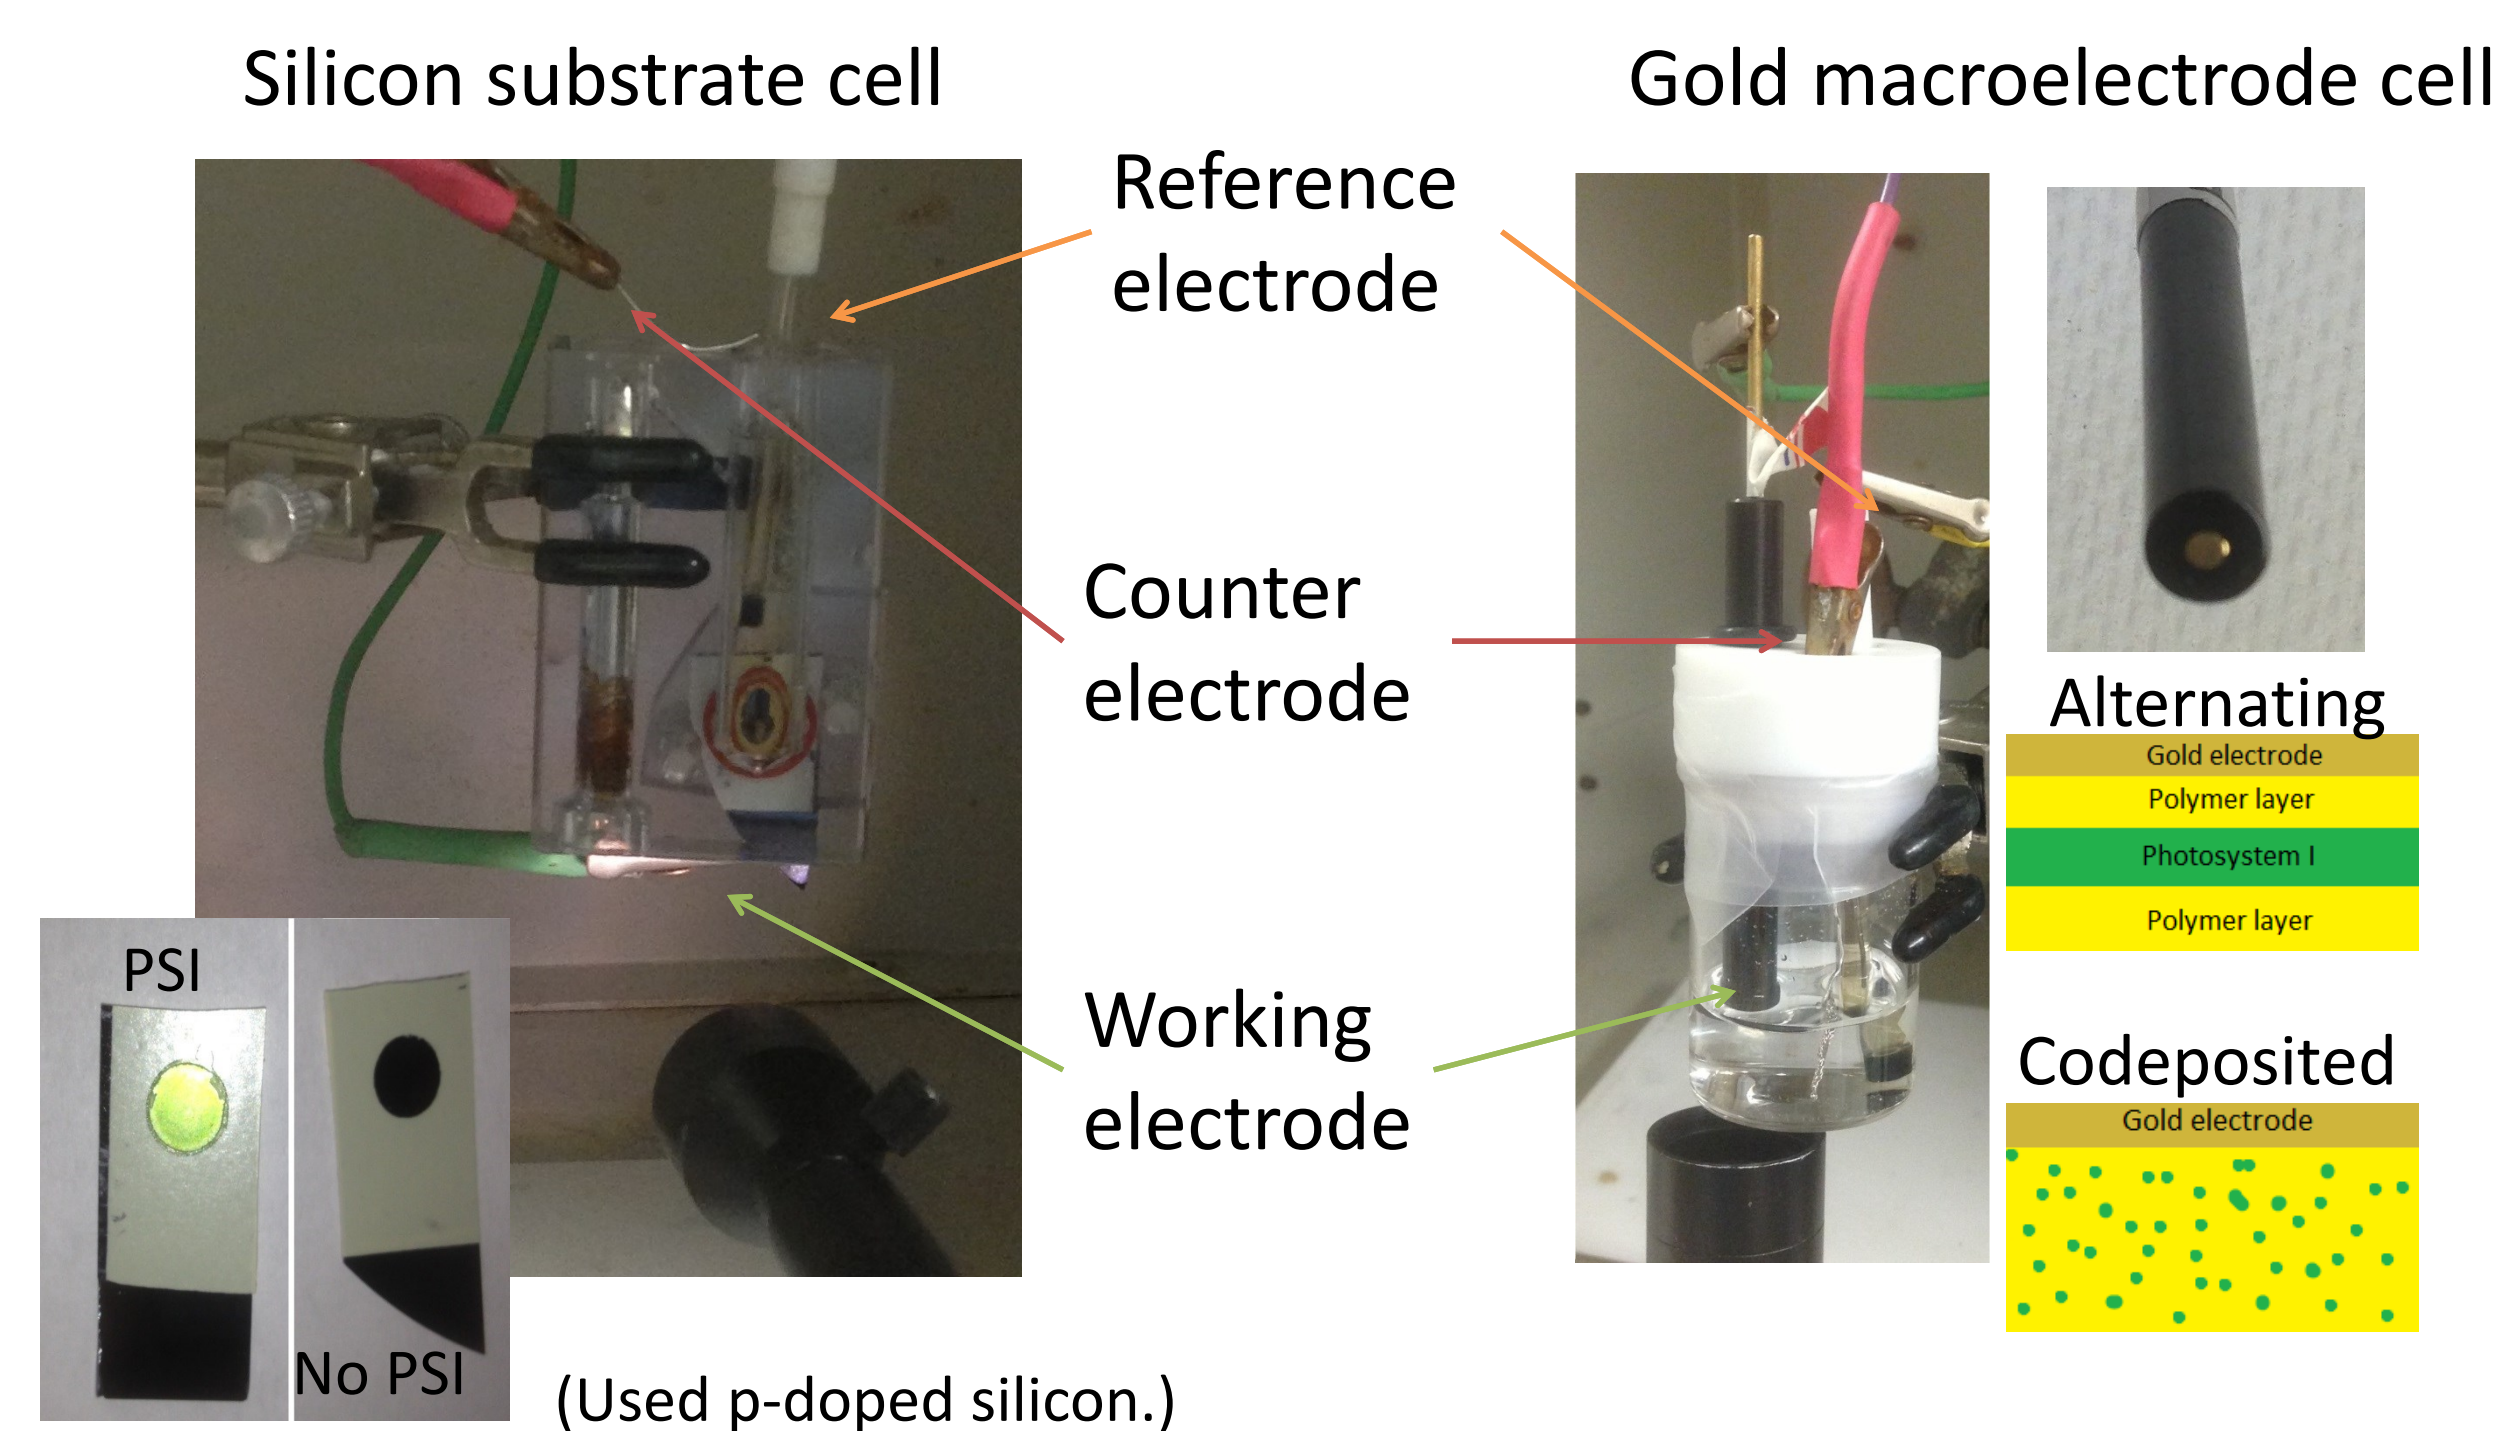 Silicon substrate cell
Gold macroelectrode cell
Reference
electrode
Counter
electrode
Working
electrode
PSI
No PSI
(Used p-doped silicon.)
Alternating
Gold electrode
Polymer layer
Photosystem I
Polymer layer
Codeposited
Gold electrode